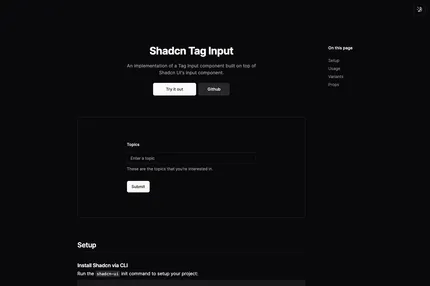 Shadcn Tag Input
An implementation of a Tag Input component built on top of
Shadcn UI's input component.
Try it out
Github
On this page
Setup
Usage
Variants
Props
Topics
Enter a topic
These are the topics that you're interested in.
Submit
Setup
Install Shadcn via CLI
Run the shadcn-ui init command to setup your project: